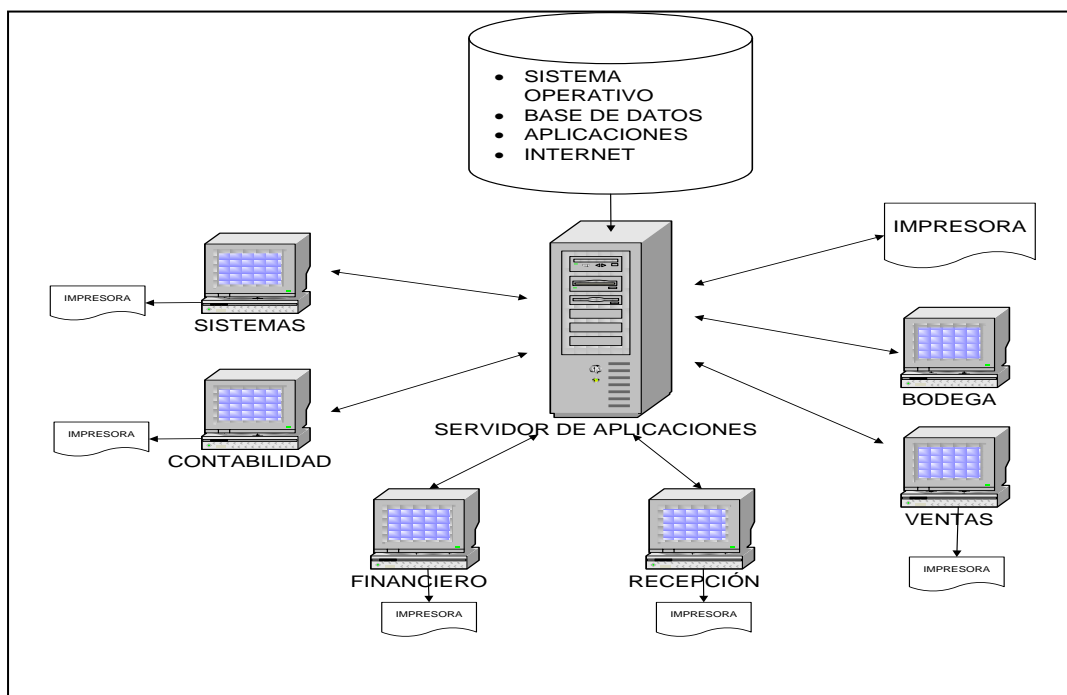 • SISTEMA
OPERATIVO
• BASE DE DATOS
• APLICACIONES
• INTERNET
IMPRESORA
IMPRESORA
SISTEMAS
BODEGA
IMPRESORA
CONTABILIDAD
SERVIDOR DE APLICACIONES
VENTAS
FINANCIERO
RECEPCIÓN
IMPRESORA
IMPRESORA
IMPRESORA